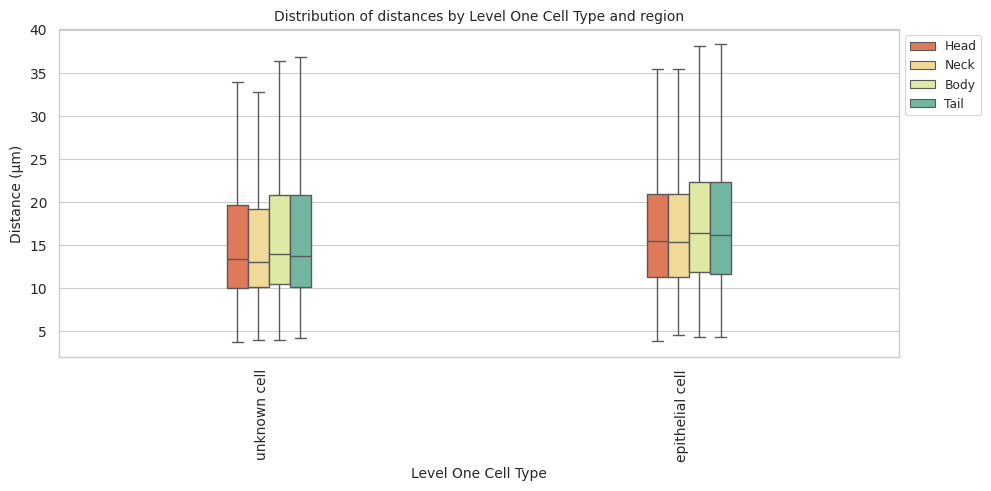 Distribution of distances by Level One Cell Type and region
Distance (μm)
40
35
30
25
20
15
10
5
unknown cell
epithelial cell
Level One Cell Type
Head
Neck
Body
Tail